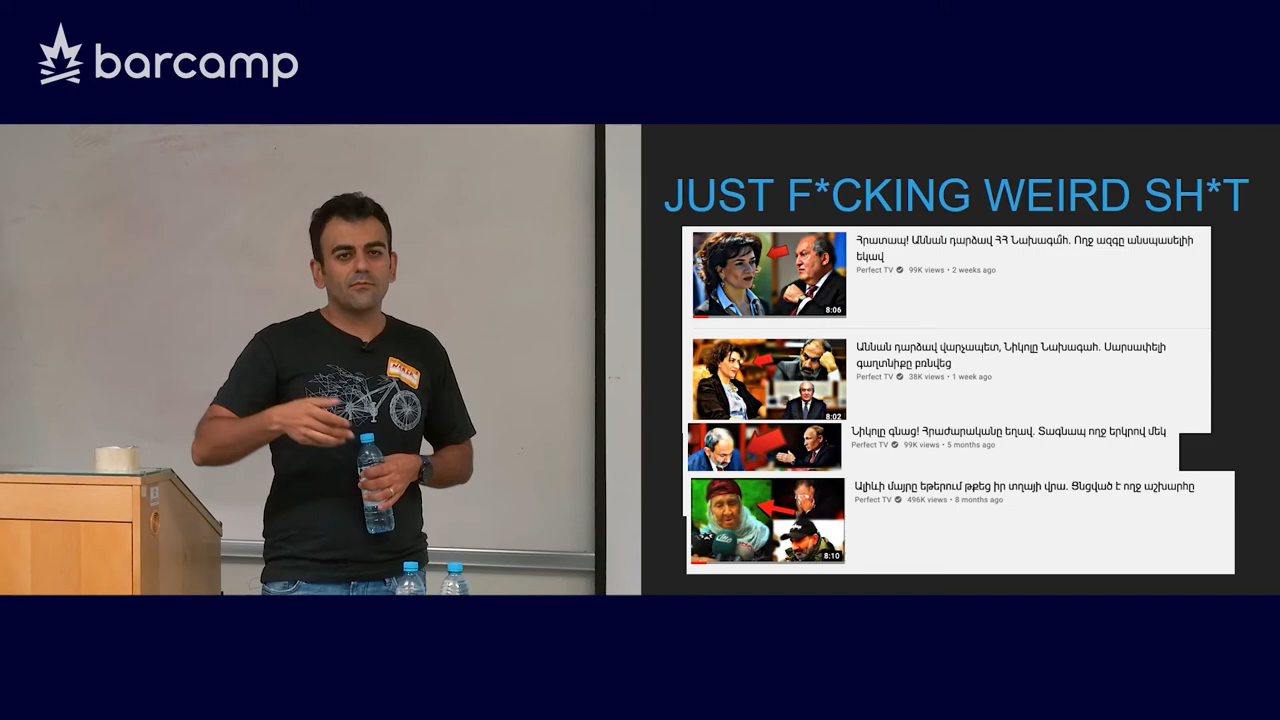 barcamp
JUST F*CKING WEIRD SH*T
Հրատապ! Աննան դարձավ ՀՀ Նախագահ. Ողջ ազգը անսպասելիի
եկավ
Perfect TV 99K views • 2 weeks ago
8:06
Աննան դարձավ վարչապետ, Նիկոլը Նախագահ. Սարսափելի
գաղտնիքը բռնվեց
Perfect TV 38K views • 1 week ago
8:02
Նիկոլը գնաց! Հրաժարականը եղավ. Տագնապ ողջ երկրով մեկ
Perfect TV 99K views • 5 months ago
Ալիևի մայրը եթերում թքեց իր տղայի վրա. Ցնցված է ողջ աշխարհը
Perfect TV 496K views • 8 months ago
8:10